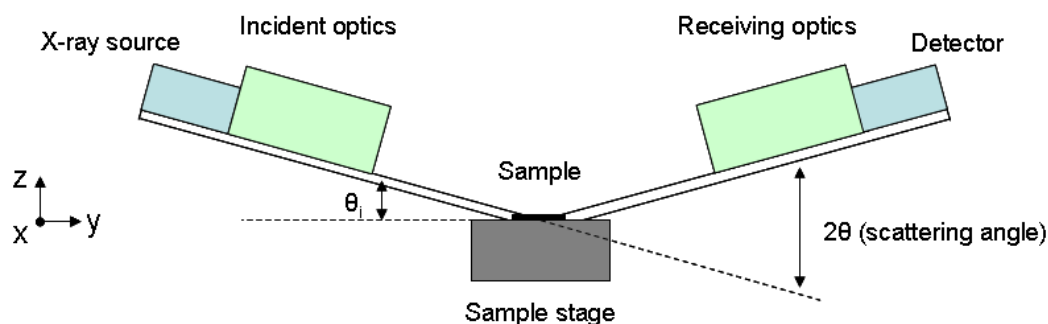 Incident optics
Receiving optics
X-ray source
Detector
Sample
z
θi
y
x
2θ (scattering angle)
Sample stage